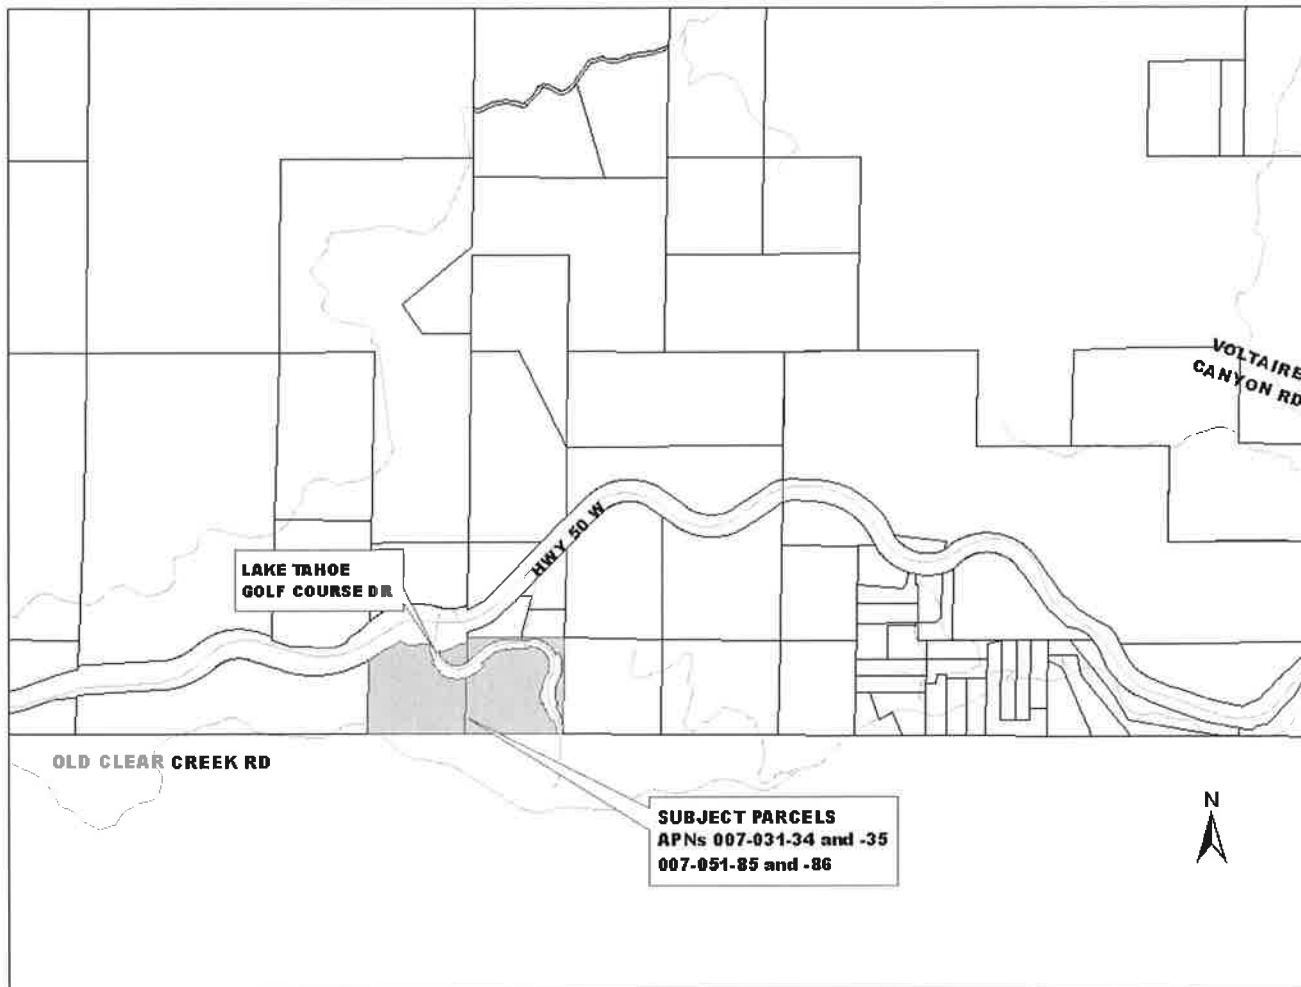 VOLTAIRE
CANYON RD
HWY 50 W
LAKE TAHOE
GOLF COURSE DR
OLD CLEAR CREEK RD
SUBJECT PARCELS
APNs 007-031-34 and -35
007-051-85 and -86
N